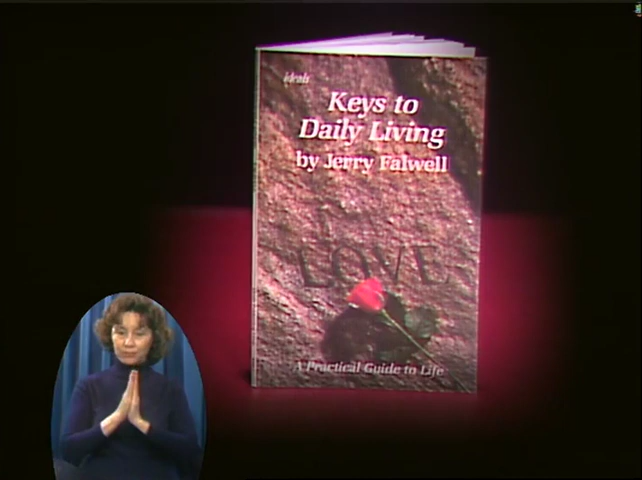 ideals
Keys to
Daily Living
by Jerry Falwell
LOVE
A Practical Guide to Life